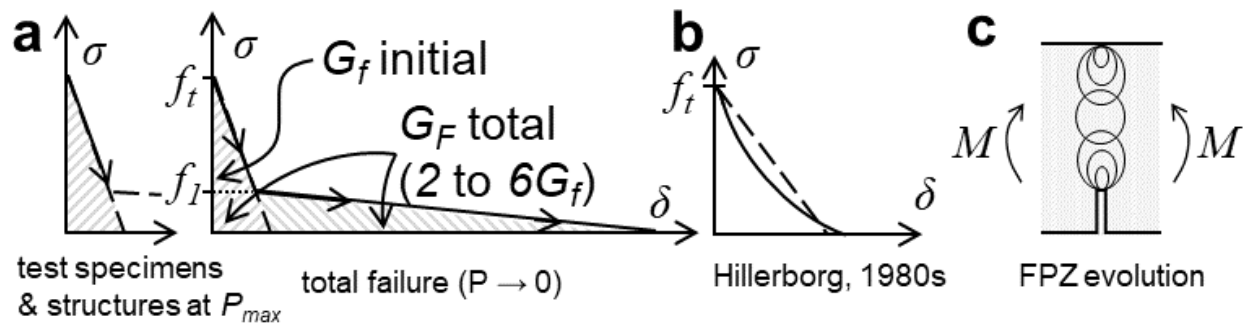 a
σ
σ
f_t
f_1
G_f initial
G_F total
(2 to 6G_f)
δ
test specimens
& structures at P_max
total failure (P → 0)
b
σ
f_t
δ
Hillerborg, 1980s
c
M
M
FPZ evolution